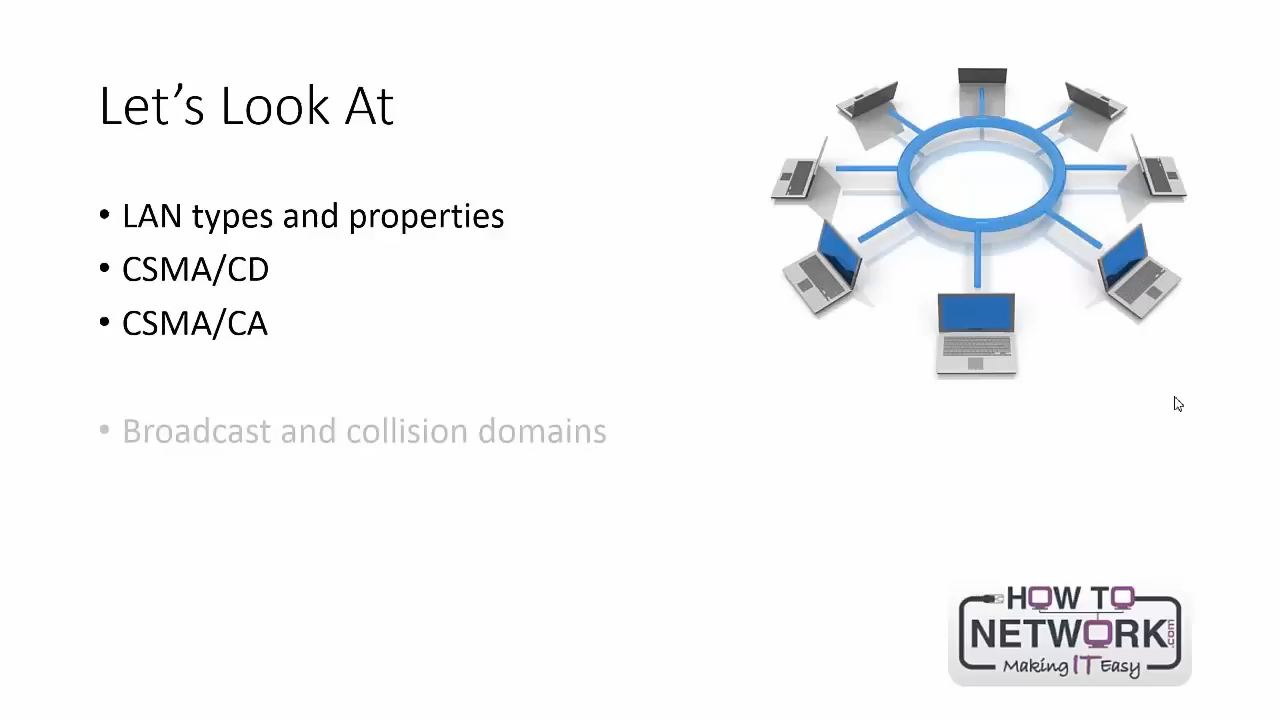 Let's Look At
• LAN types and properties
• CSMA/CD
• CSMA/CA
• Broadcast and collision domains
HOW TO
NETWORK.com
Making IT Easy